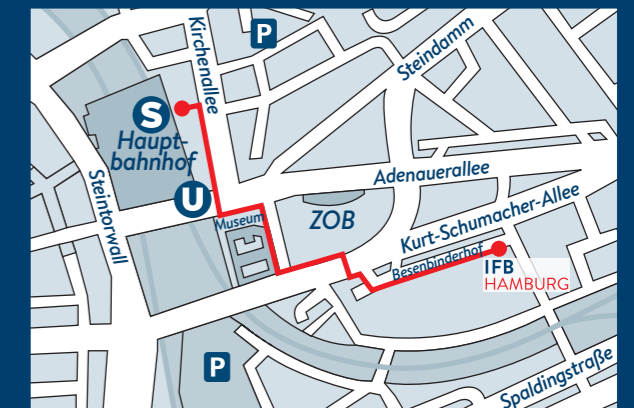 Kirchenallee
P
Steindamm
S
Haupt-
bahnhof
Adenauerallee
U
Steintorwall
Museum
ZOB
Kurt-Schumacher-Allee
Besenbinderhof
IFB
HAMBURG
P
Spaldingstraße